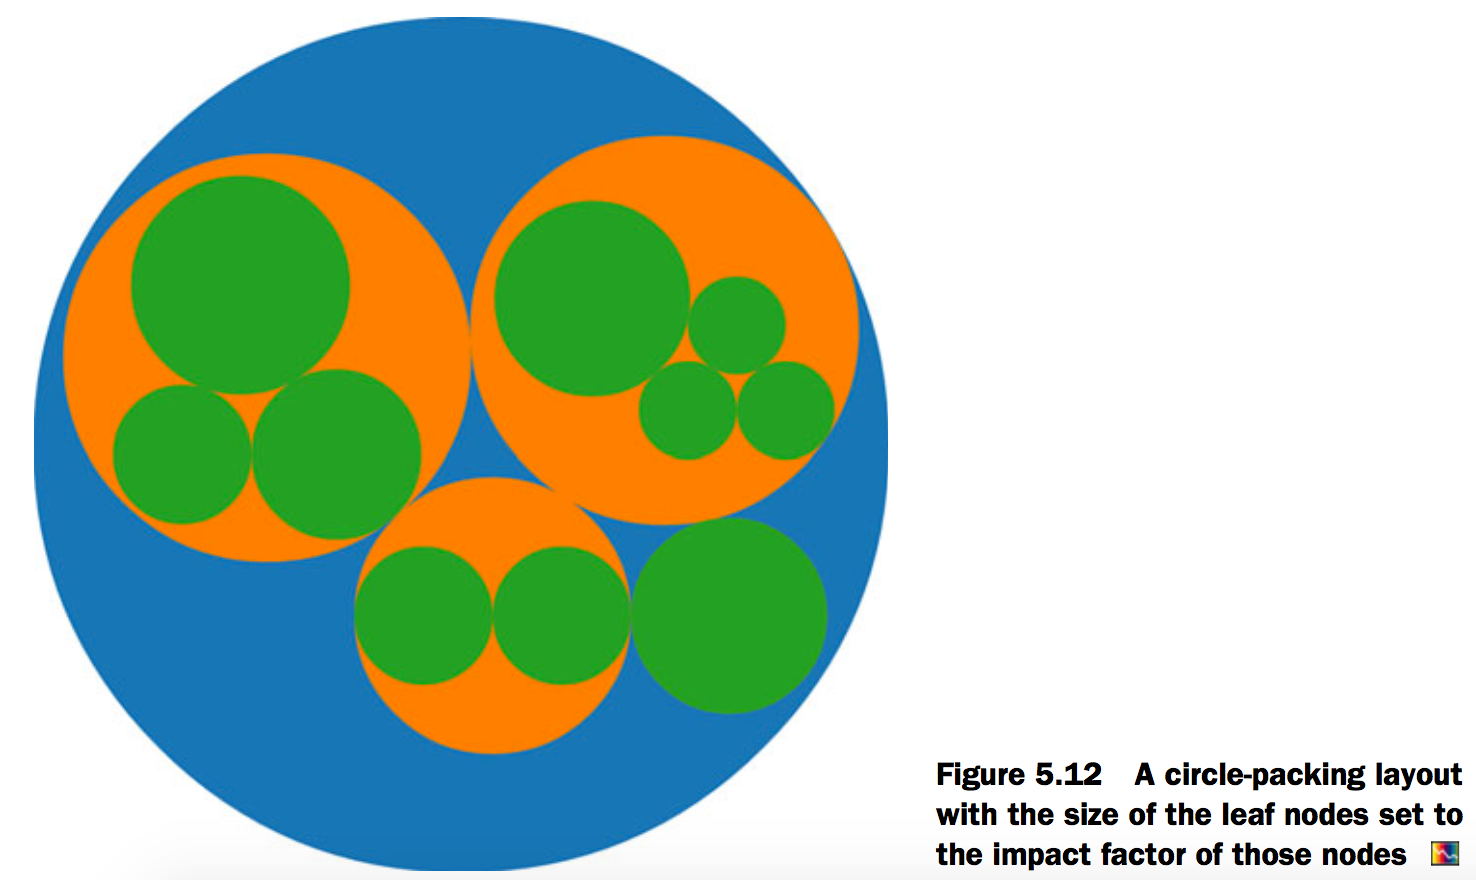 Figure 5.12 A circle-packing layout
with the size of the leaf nodes set to
the impact factor of those nodes